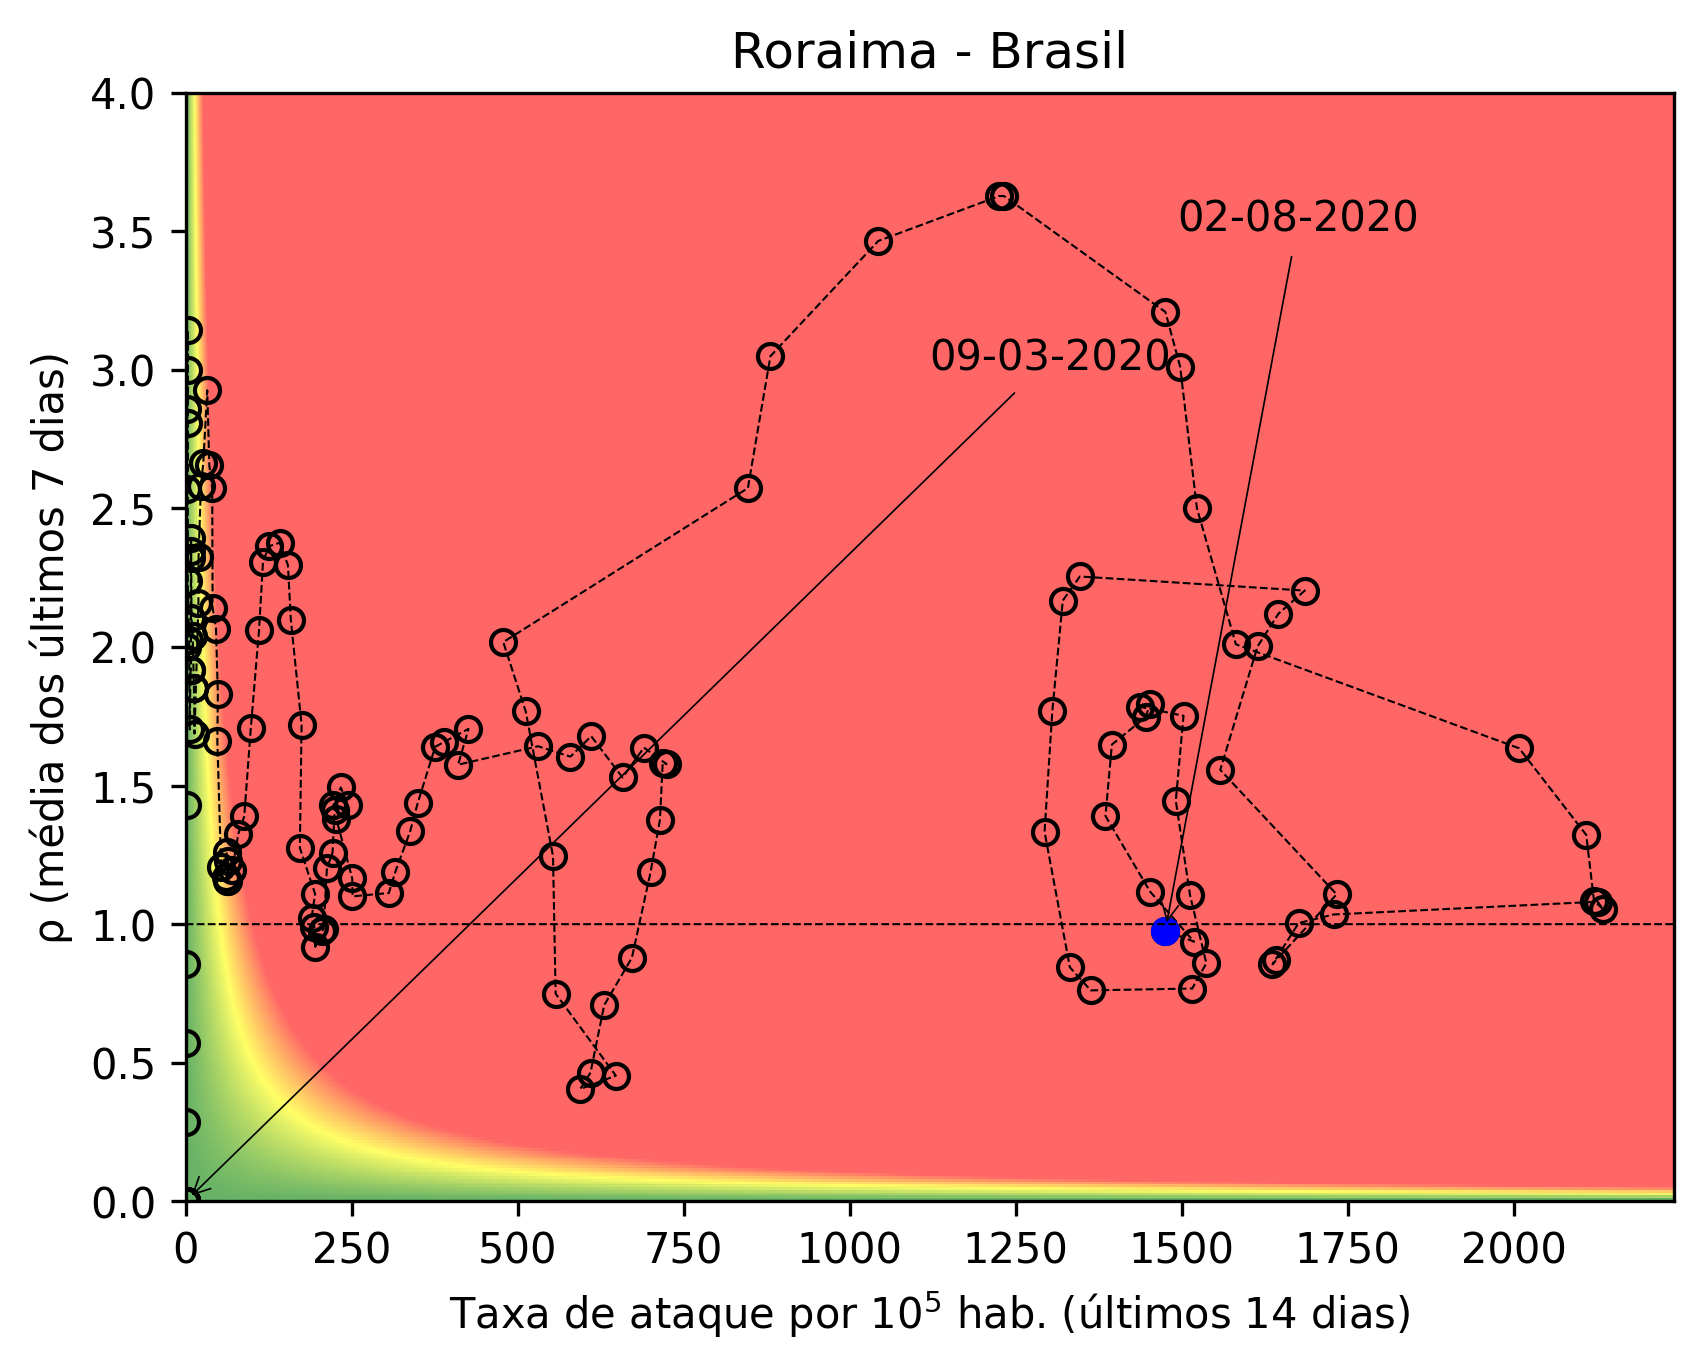 Roraima - Brasil
4.0
3.5
3.0
2.5
2.0
1.5
1.0
0.5
0.0
ρ (média dos últimos 7 dias)
02-08-2020
09-03-2020
0 250 500 750 1000 1250 1500 1750 2000
Taxa de ataque por 10⁵ hab. (últimos 14 dias)